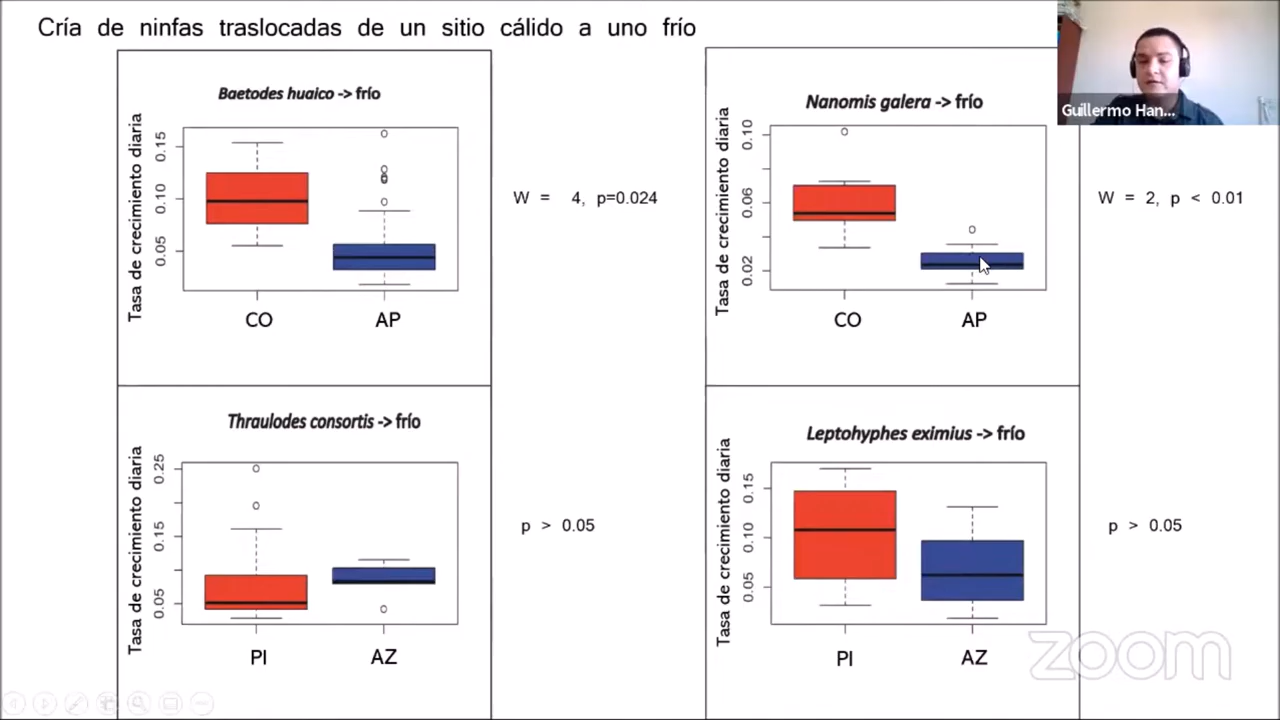 Cría de ninfas traslocadas de un sitio cálido a uno frío
Guillermo Han...
Baetodes huaico -> frío
Tasa de crecimiento diaria
0.15
0.10
0.05
CO
AP
W = 4, p=0.024
Nanomis galera -> frío
Tasa de crecimiento diaria
0.10
0.06
0.02
CO
AP
W = 2, p < 0.01
Thraulodes consortis -> frío
Tasa de crecimiento diaria
0.25
0.15
0.05
PI
AZ
p > 0.05
Leptohyphes eximius -> frío
Tasa de crecimiento diaria
0.15
0.10
0.05
PI
AZ
p > 0.05
zoom